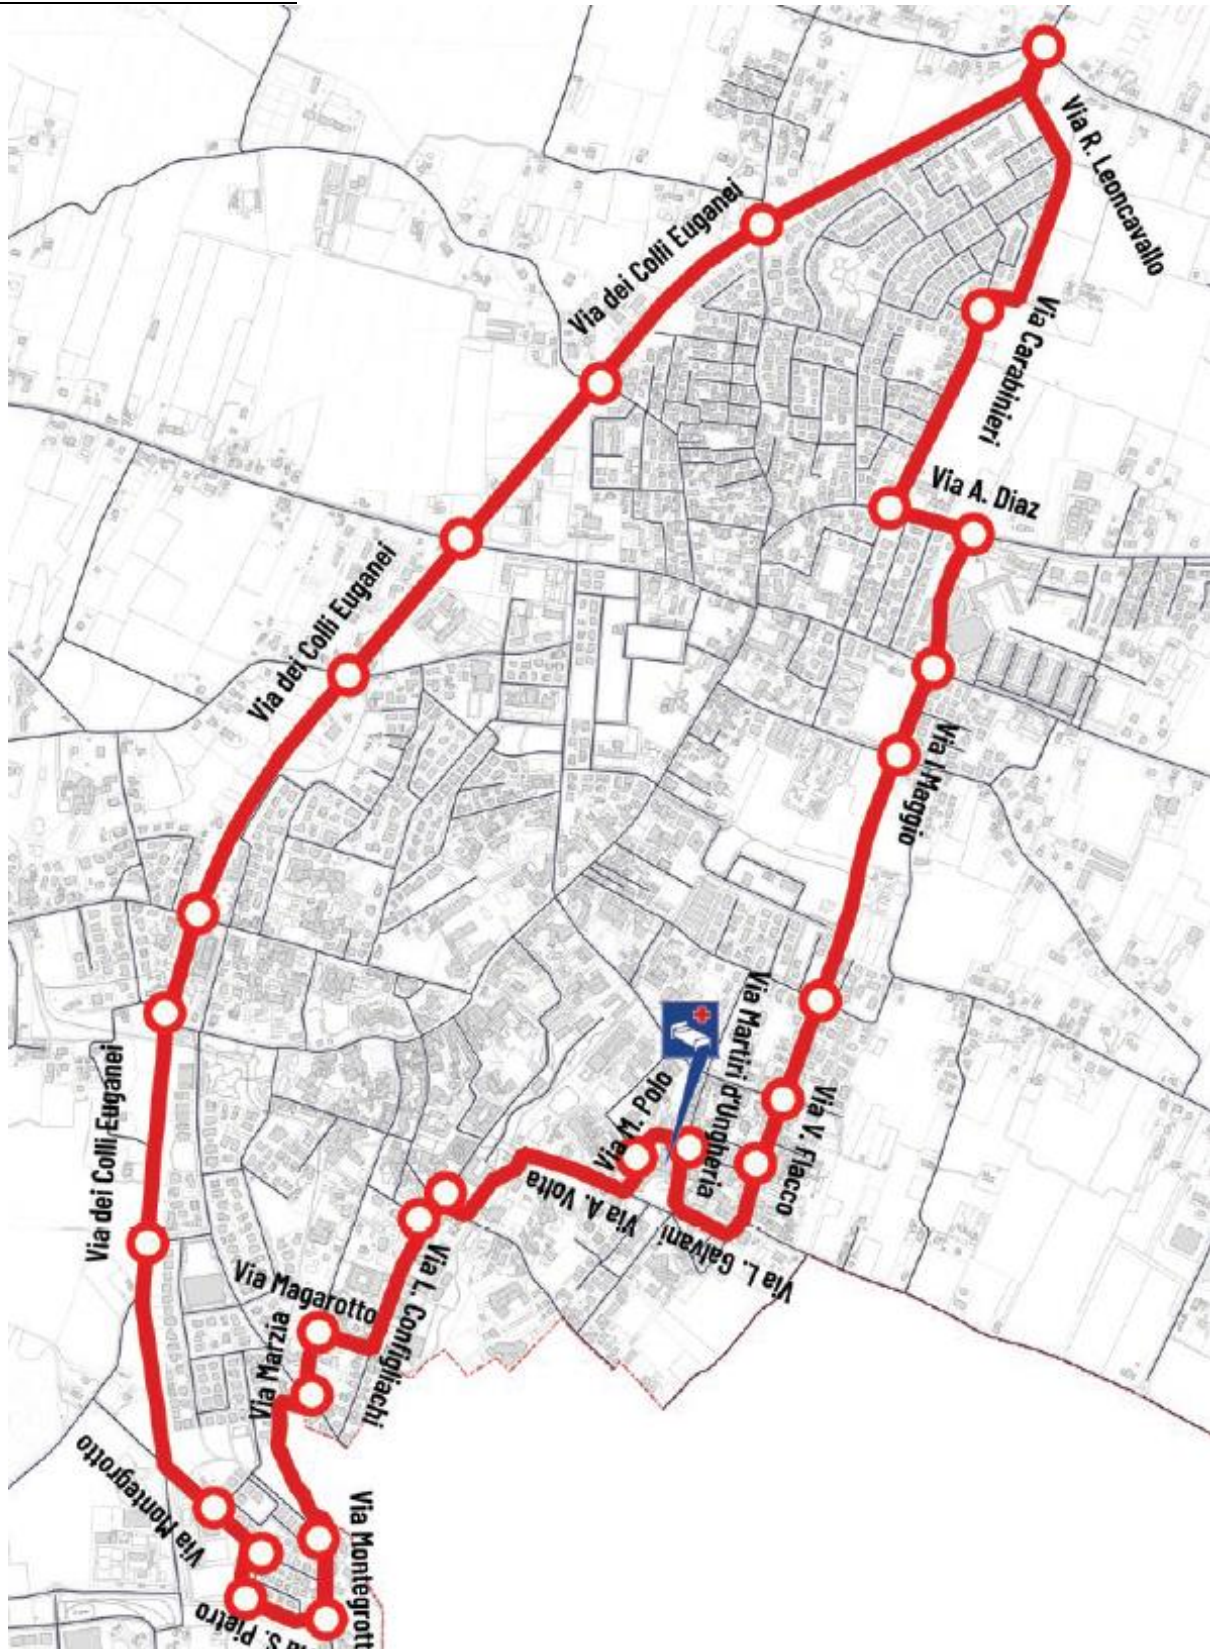 Via R. Leoncavallo
Via dei Colli Euganei
Via Carabinieri
Via A. Diaz
Via dei Colli Euganei
Via I Maggio
Via Martiri d'Ungheria
Via M. Polo
Via V. Flacco
Via dei Colli Euganei
Via A. Volta
Via L. Galvani
Via L. Configliachi
Via Magarotto
Via Marzia
Via Montegrotto
Via Montegrott
ia S. Pietro